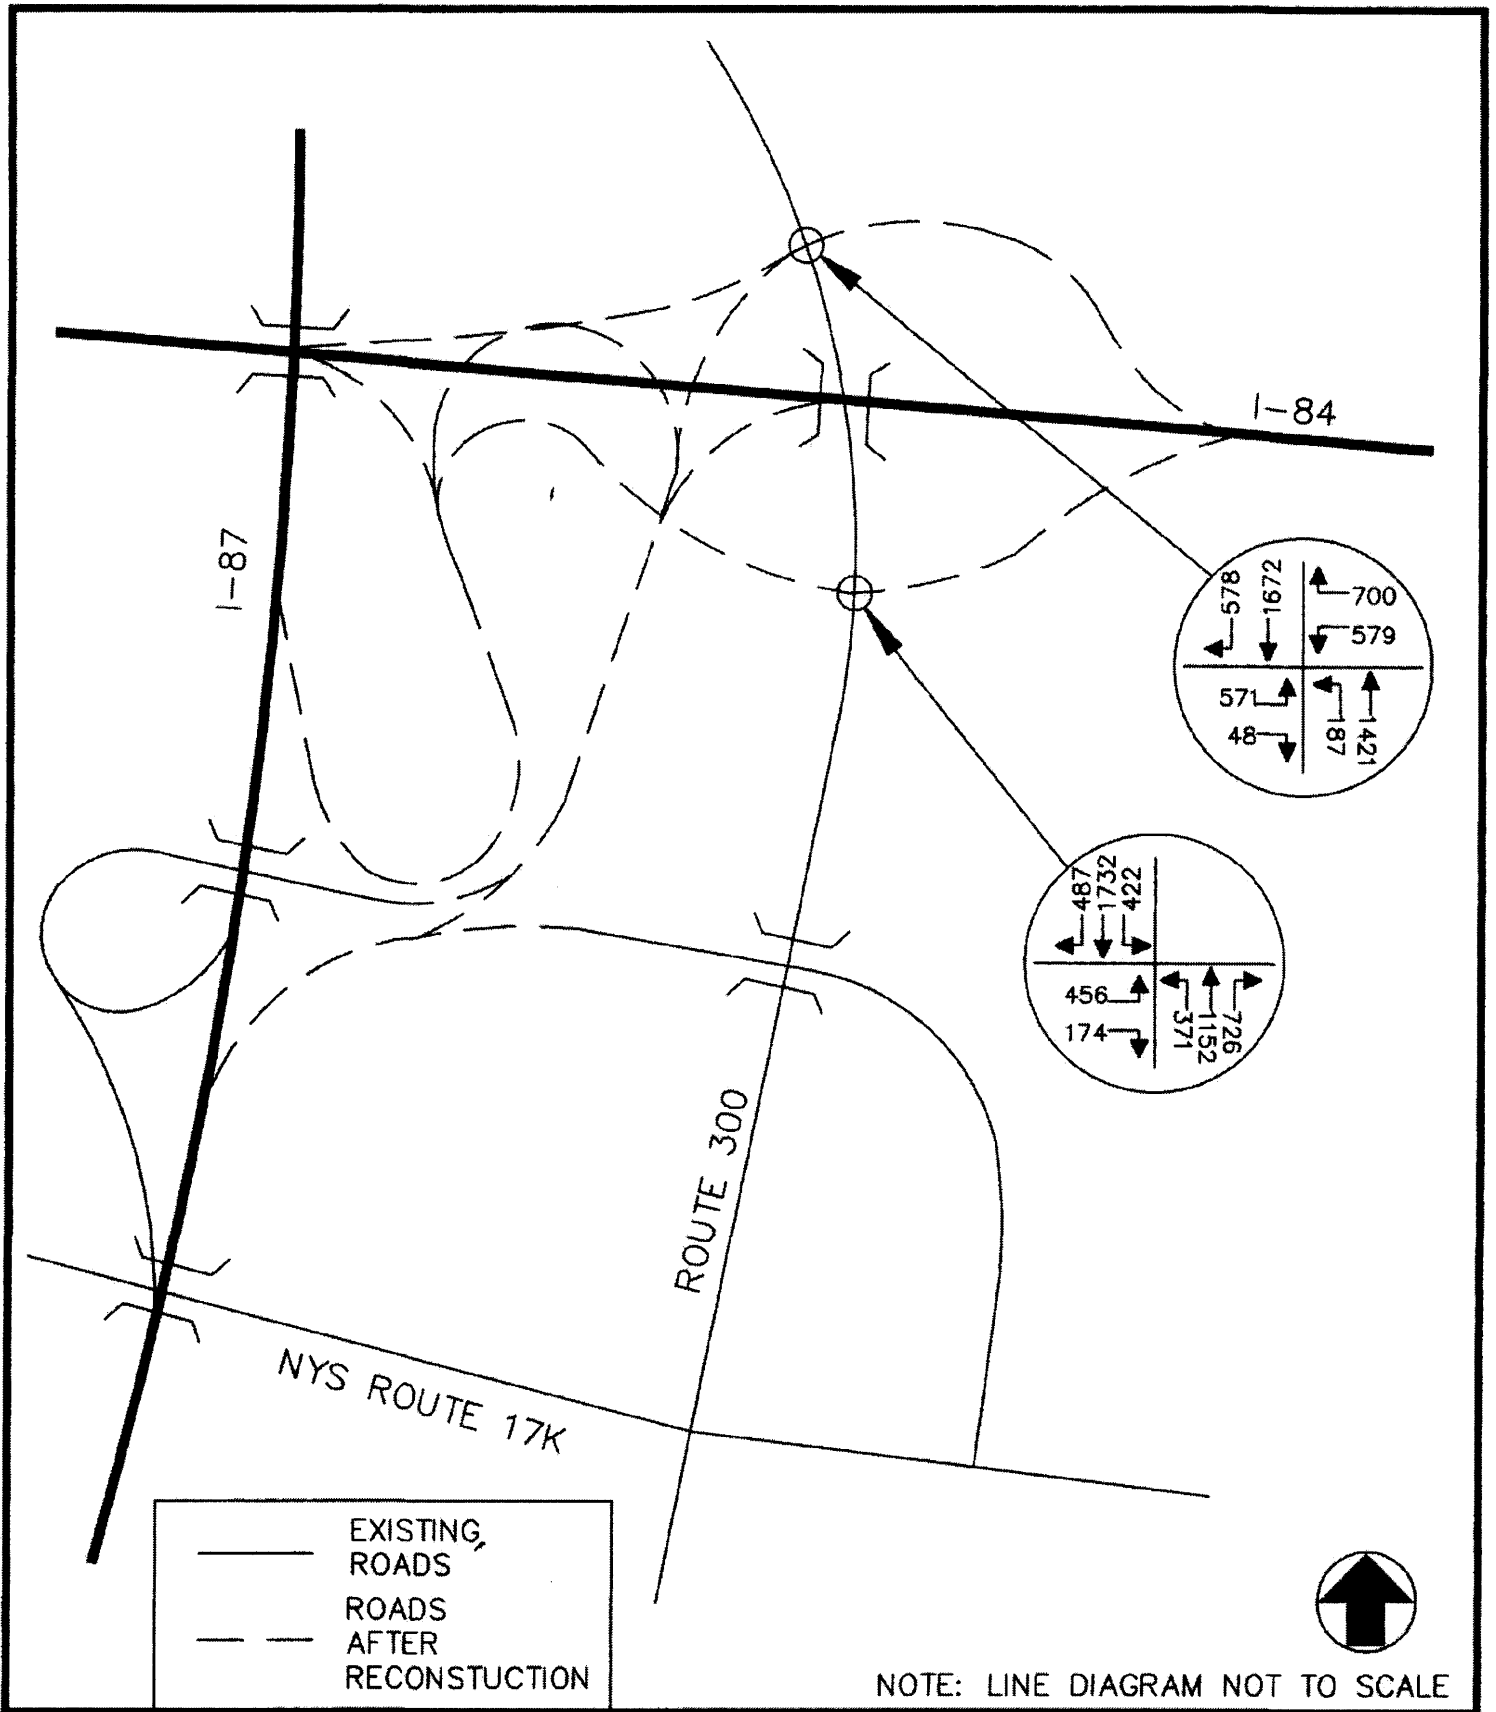 I-84
I-87
578
1672
700
579
571
48
187
1421
487
1732
422
456
174
371
1152
726
ROUTE 300
NYS ROUTE 17K
EXISTING
ROADS
ROADS
AFTER
RECONSTUCTION
NOTE: LINE DIAGRAM NOT TO SCALE